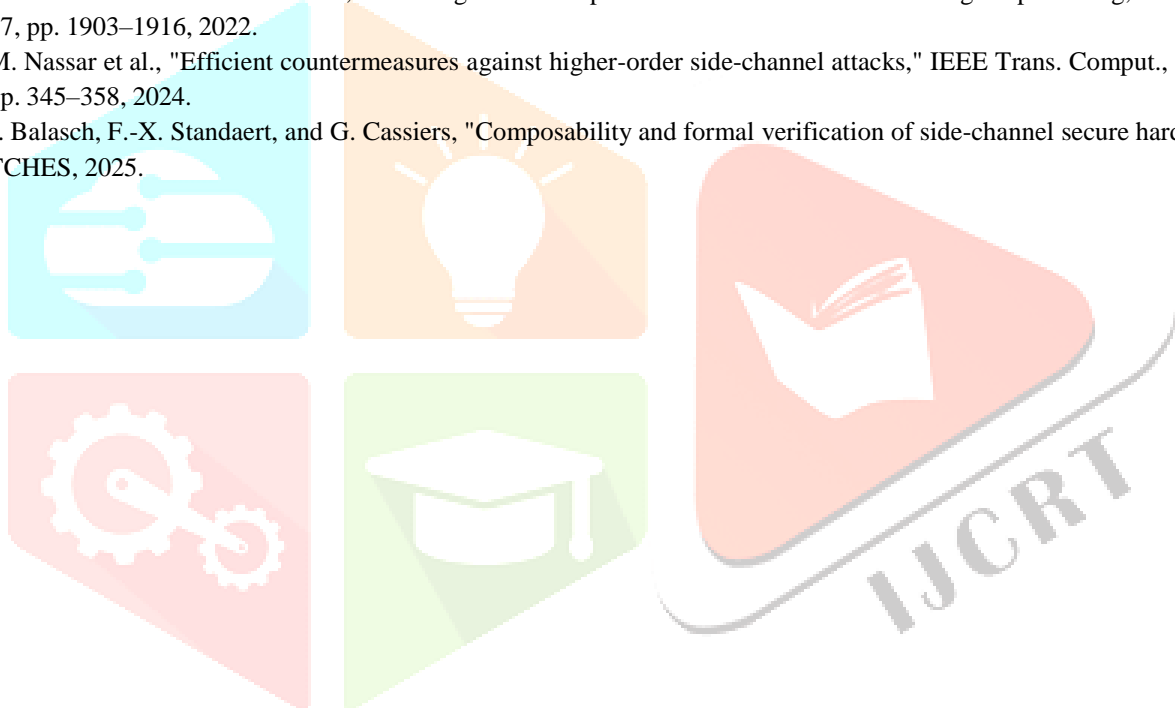 7, pp. 1903–1916, 2022.
M. Nassar et al., "Efficient countermeasures against higher-order side-channel attacks," IEEE Trans. Comput.,
p. 345–358, 2024.
. Balasch, F.-X. Standaert, and G. Cassiers, "Composability and formal verification of side-channel secure hard
TCHES, 2025.
IJCRT